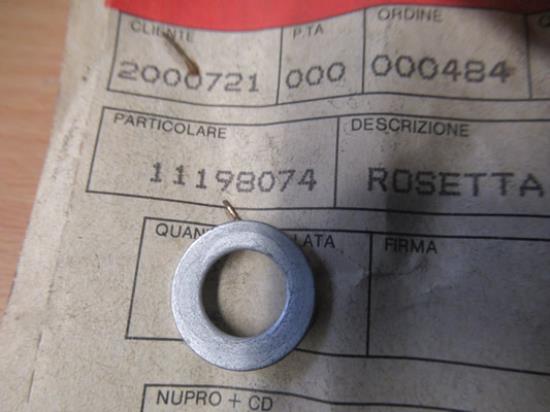 CLIENTE P.TA ORDINE
2000721 000 000484
PARTICOLARE DESCRIZIONE
11198074 ROSETTA
QUAN LATA FIRMA
NUPRO + CD